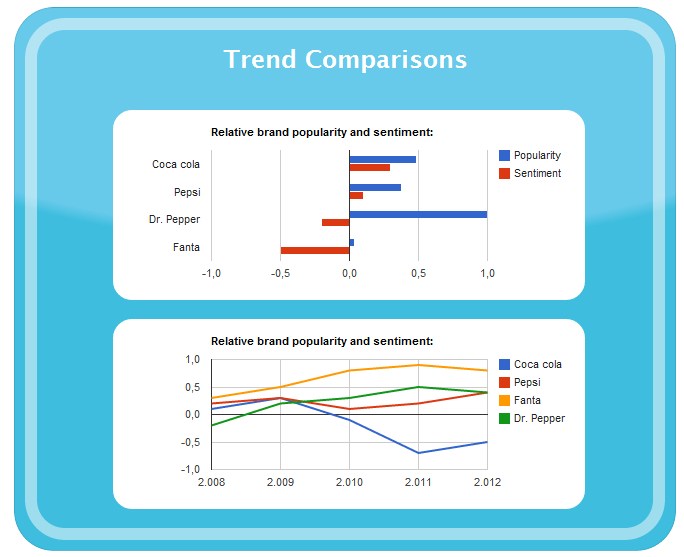 Trend Comparisons
Relative brand popularity and sentiment:
Coca cola
Pepsi
Dr. Pepper
Fanta
-1,0 -0,5 0,0 0,5 1,0
Popularity
Sentiment
Relative brand popularity and sentiment:
1,0
0,5
0,0
-0,5
-1,0
2.008 2.009 2.010 2.011 2.012
Coca cola
Pepsi
Fanta
Dr. Pepper